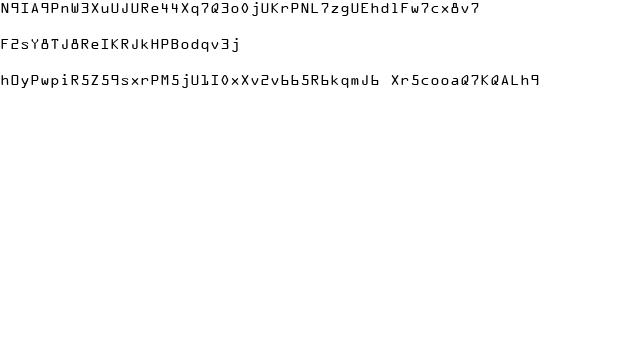 N9IA9PnW3XuUJURe44Xq7Q3o0jUKrPNL7zgUEhdlFw7cx8v7
F2sY8TJ8ReIKRJkHPBodqv3j
hOyPwpiR5Z59sxrPM5jU1I0xXv2v665R6kqmJ6 Xr5cooaQ7KQALh9